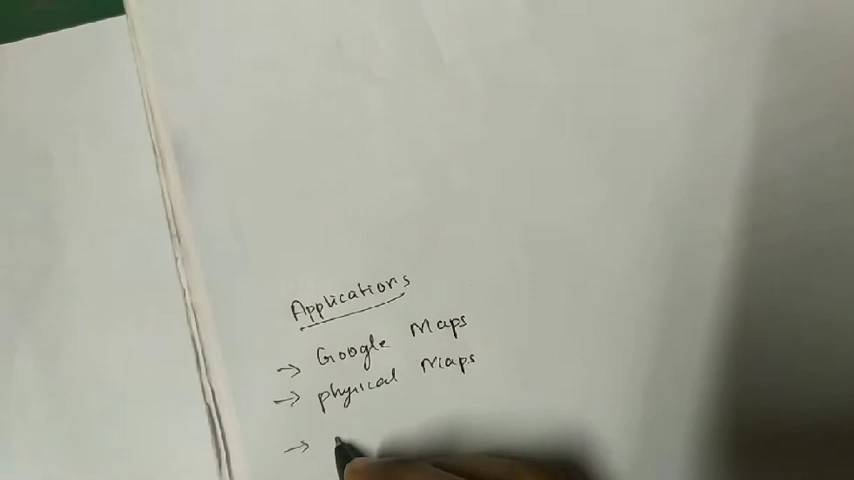 Applications
→ Google Maps
→ physical Maps
→